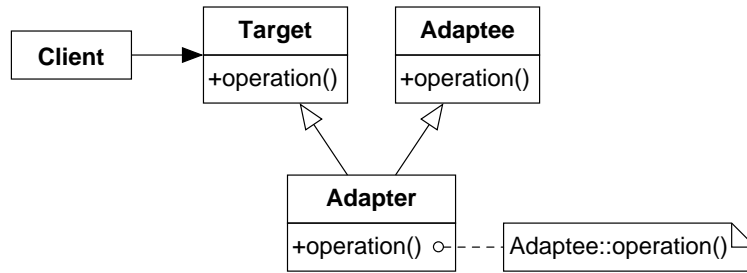 Client
Target
+operation()
Adaptee
+operation()
Adapter
+operation()
Adaptee::operation()